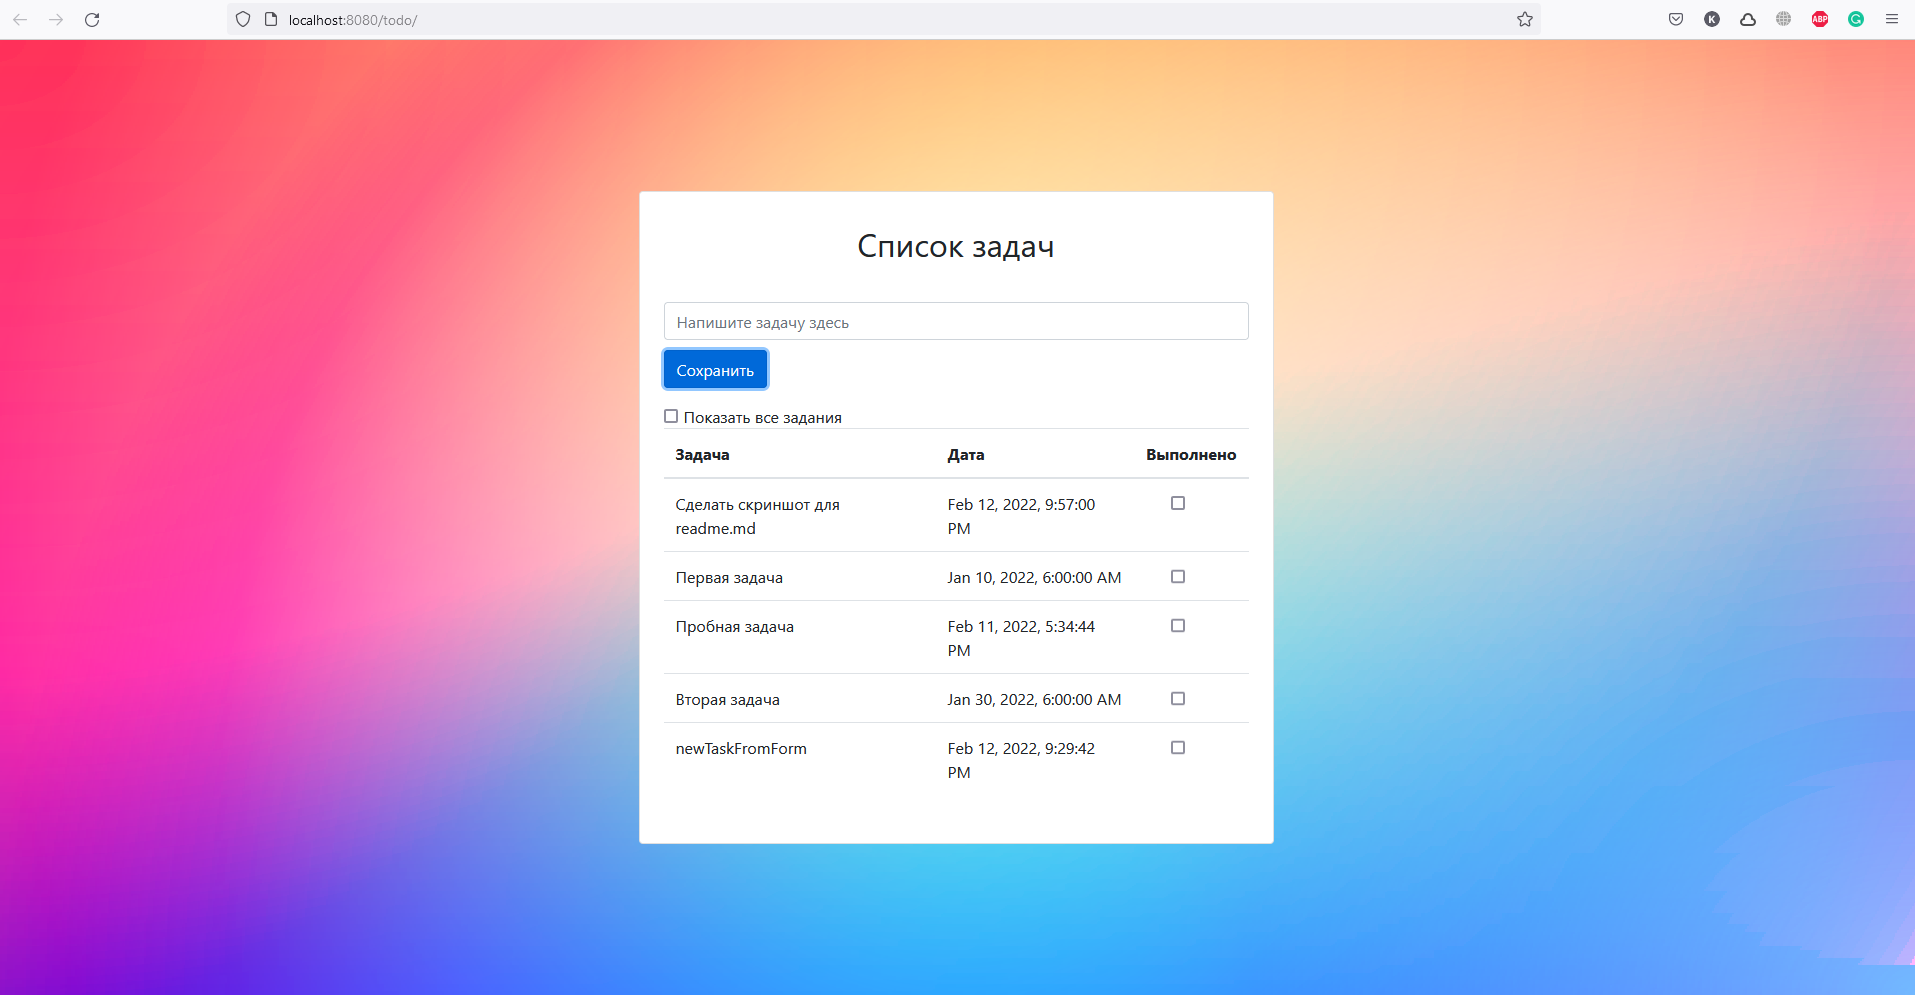 localhost:8080/todo/
K
ABP
G
Список задач
Напишите задачу здесь
Сохранить
Показать все задания
Задача Дата Выполнено
Сделать скриншот для Feb 12, 2022, 9:57:00
readme.md PM
Первая задача Jan 10, 2022, 6:00:00 AM
Пробная задача Feb 11, 2022, 5:34:44
PM
Вторая задача Jan 30, 2022, 6:00:00 AM
newTaskFromForm Feb 12, 2022, 9:29:42
PM